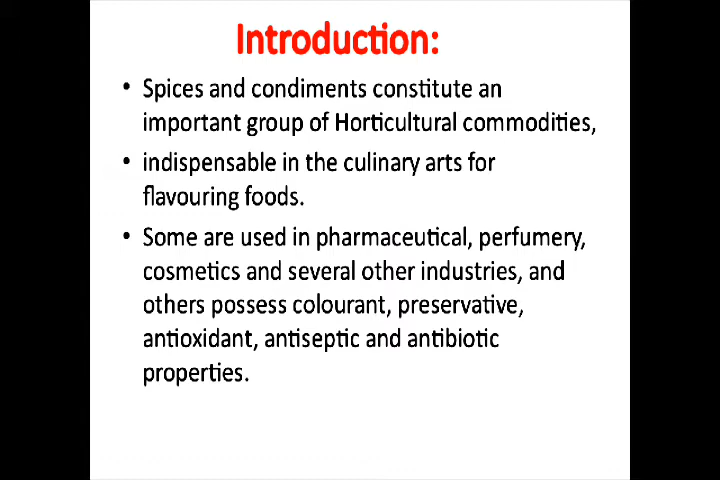 Introduction:
• Spices and condiments constitute an
important group of Horticultural commodities,
• indispensable in the culinary arts for
flavouring foods.
• Some are used in pharmaceutical, perfumery,
cosmetics and several other industries, and
others possess colourant, preservative,
antioxidant, antiseptic and antibiotic
properties.